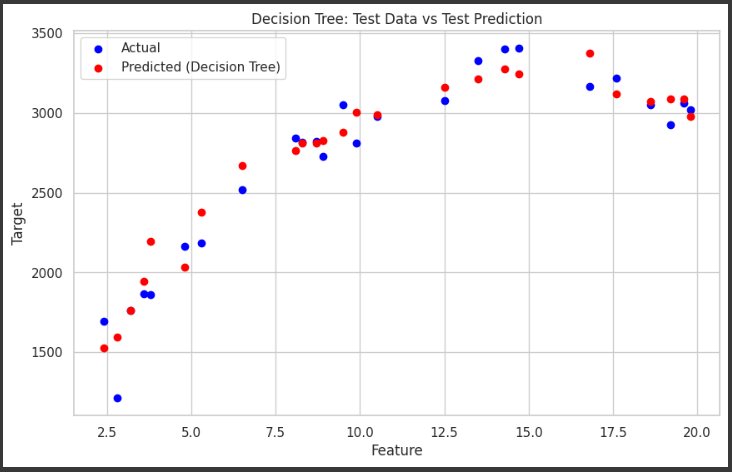 Decision Tree: Test Data vs Test Prediction
3500
Actual
Predicted (Decision Tree)
3000
2500
Target
2000
1500
2.5 5.0 7.5 10.0 12.5 15.0 17.5 20.0
Feature